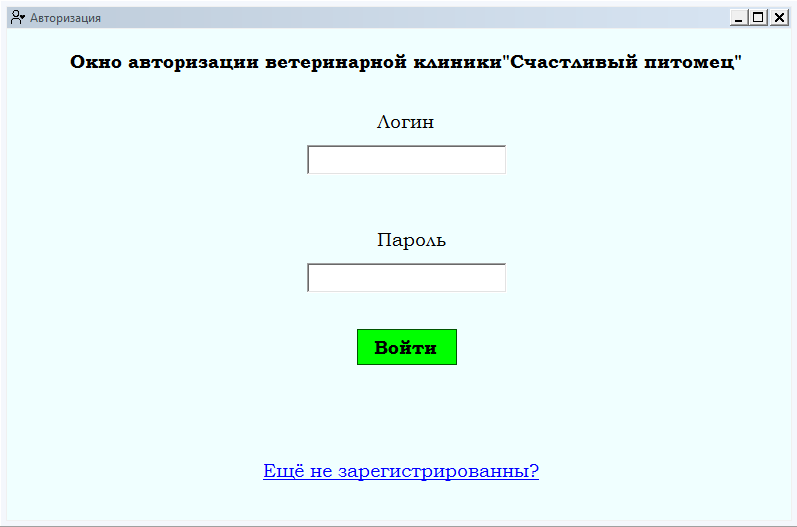 Авторизация
Окно авторизации ветеринарной клиники"Счастливый питомец"
Логин
Пароль
Войти
Ещё не зарегистрированны?